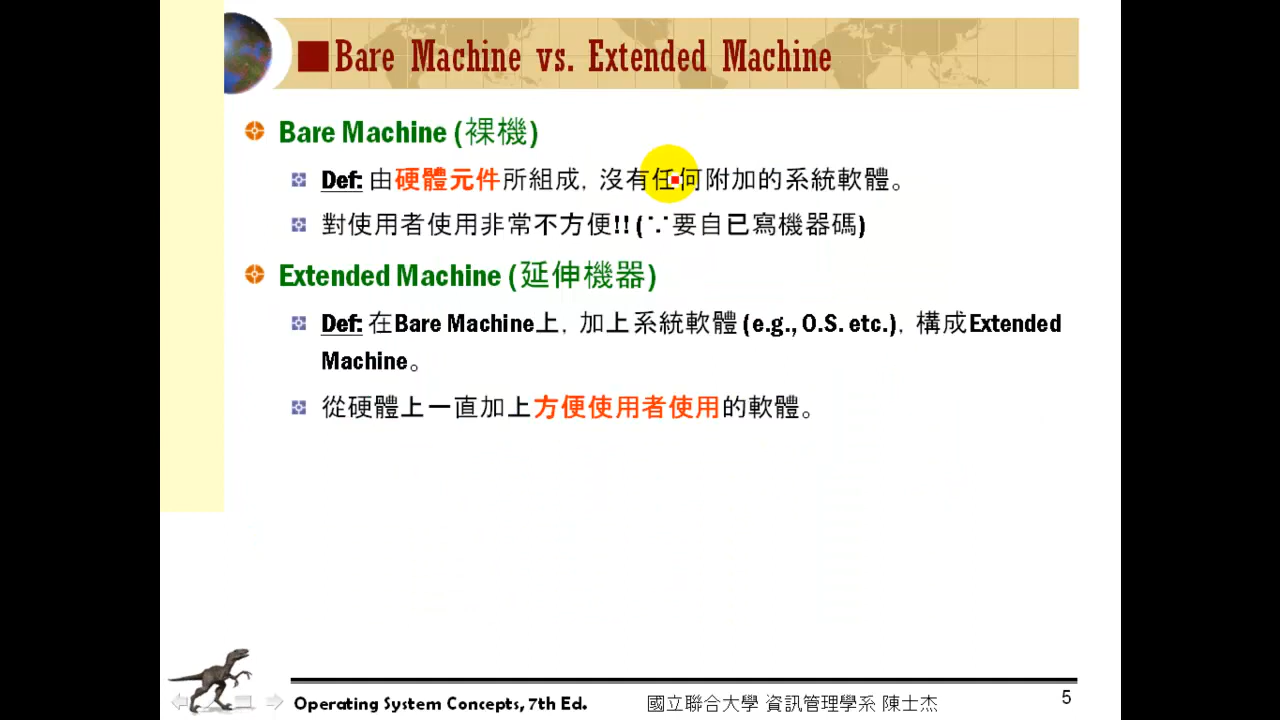 Bare Machine vs. Extended Machine
Bare Machine (裸機)
Def: 由硬體元件所組成, 沒有任何附加的系統軟體。
對使用者使用非常不方便!! (∵要自已寫機器碼)
Extended Machine (延伸機器)
Def: 在Bare Machine上, 加上系統軟體 (e.g., O.S. etc.), 構成Extended
Machine。
從硬體上一直加上方便使用者使用的軟體。
Operating System Concepts, 7th Ed.
國立聯合大學 資訊管理學系 陳士杰
5